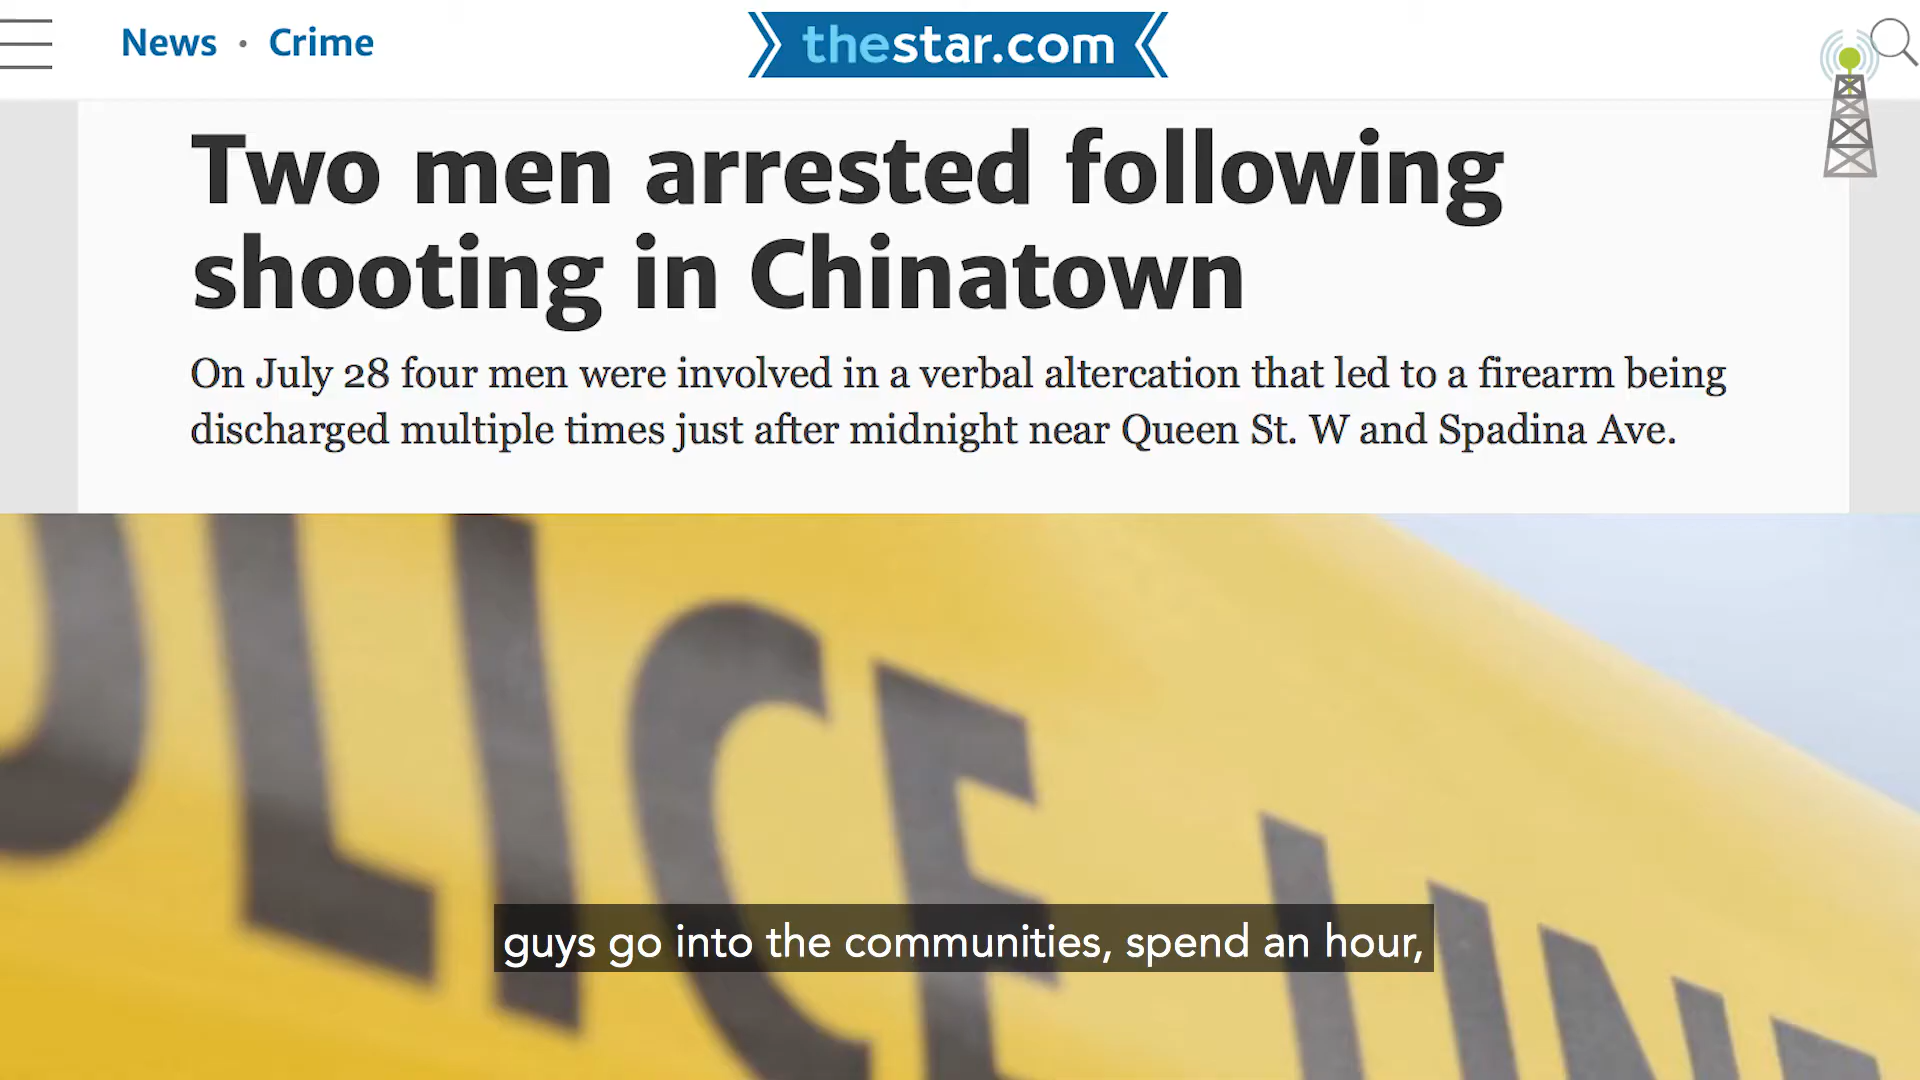 News • Crime
thestar.com
Two men arrested following
shooting in Chinatown
On July 28 four men were involved in a verbal altercation that led to a firearm being
discharged multiple times just after midnight near Queen St. W and Spadina Ave.
POLICE LINE
guys go into the communities, spend an hour,